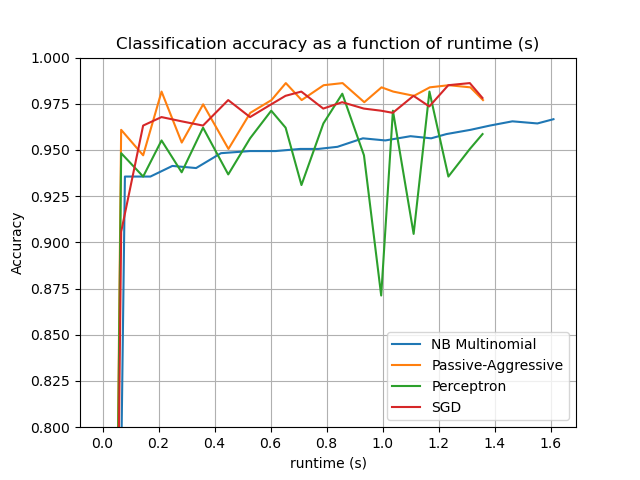 Classification accuracy as a function of runtime (s)
1.000
0.975
0.950
0.925
0.900
0.875
0.850
0.825
0.800
Accuracy
NB Multinomial
Passive-Aggressive
Perceptron
SGD
0.0 0.2 0.4 0.6 0.8 1.0 1.2 1.4 1.6
runtime (s)